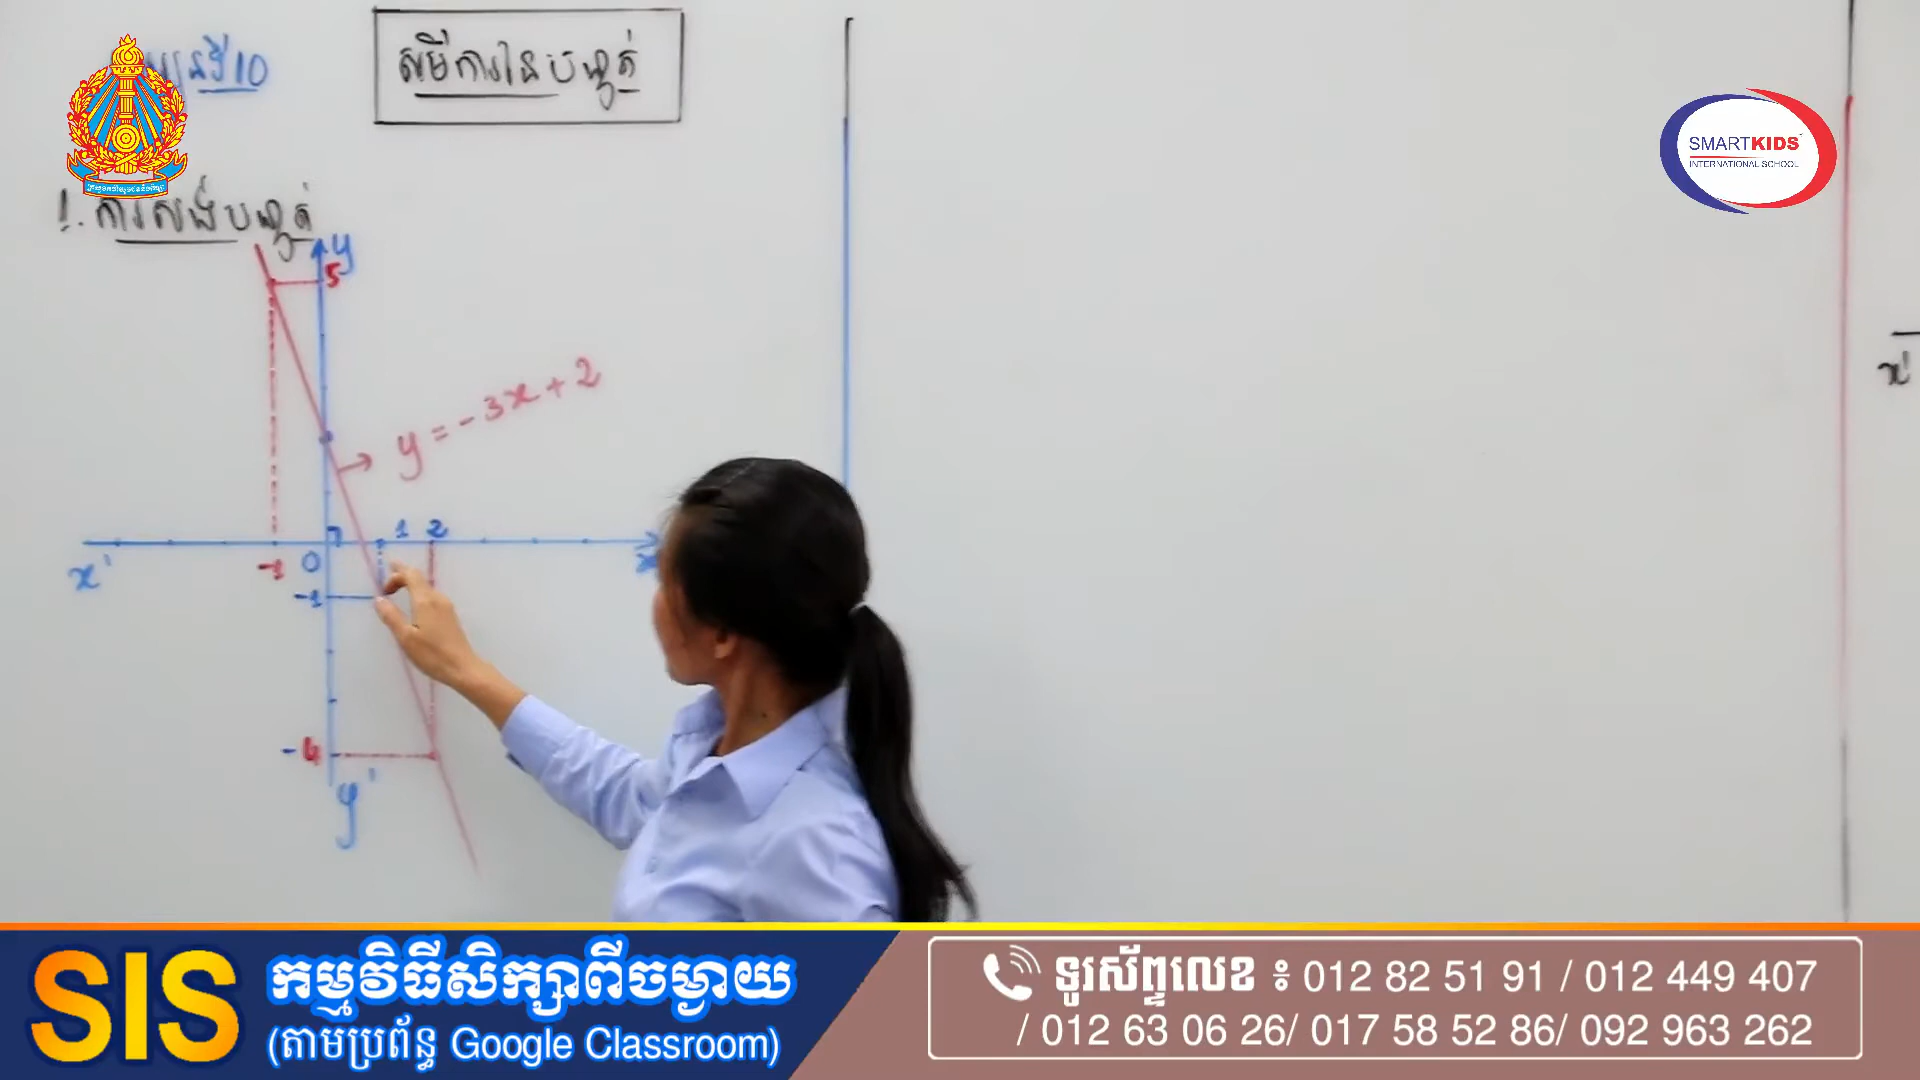 10
សមីការនៃបន្ទាត់
1. ការសង់បន្ទាត់
y
5
y = -3x + 2
1 2
x'
-1
0
x
-1
-4
y'
x'
SMARTKIDS
INTERNATIONAL SCHOOL
SIS
កម្មវិធីសិក្សាពីចម្ងាយ
(តាមប្រព័ន្ធ Google Classroom)
ទូរស័ព្ទលេខ ៖ 012 82 51 91 / 012 449 407
/ 012 63 06 26/ 017 58 52 86/ 092 963 262